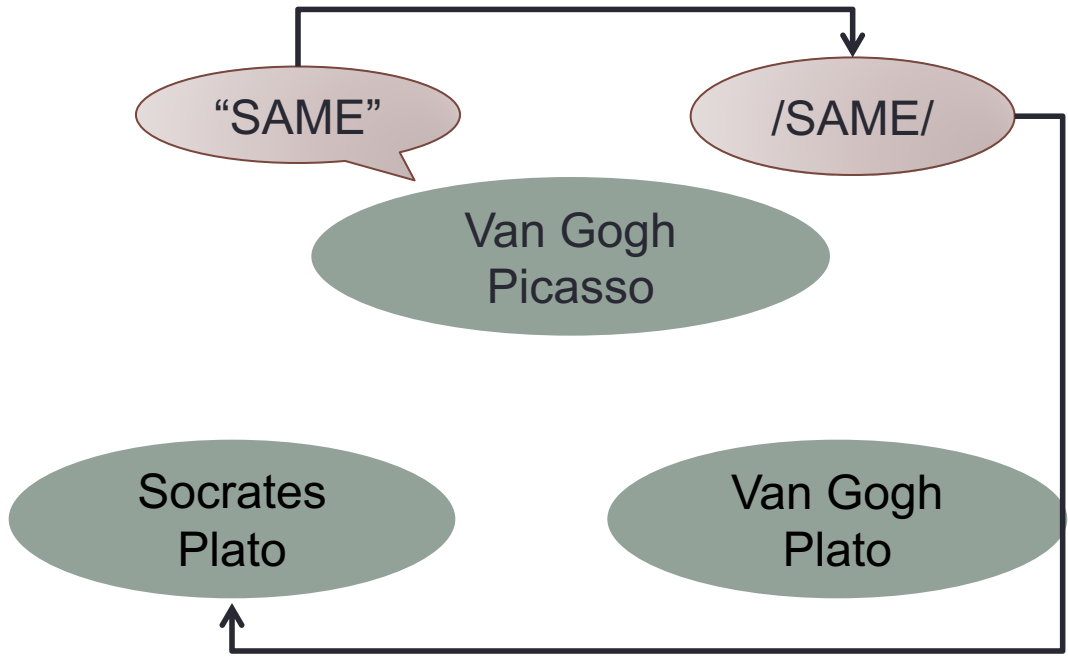 “SAME”
/SAME/
Van Gogh
Picasso
Socrates
Plato
Van Gogh
Plato